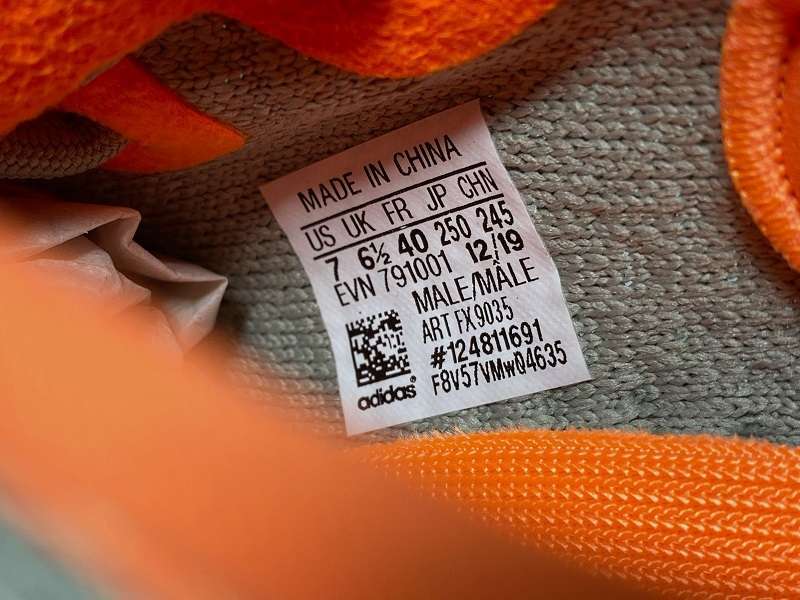 MADE IN CHINA
US UK FR JP CHN
7 6½ 40 250 245
EVN 791001 12/19
MALE/MÂLE
ART FX9035
#124811691
F8V57VMwQ4635
adidas®